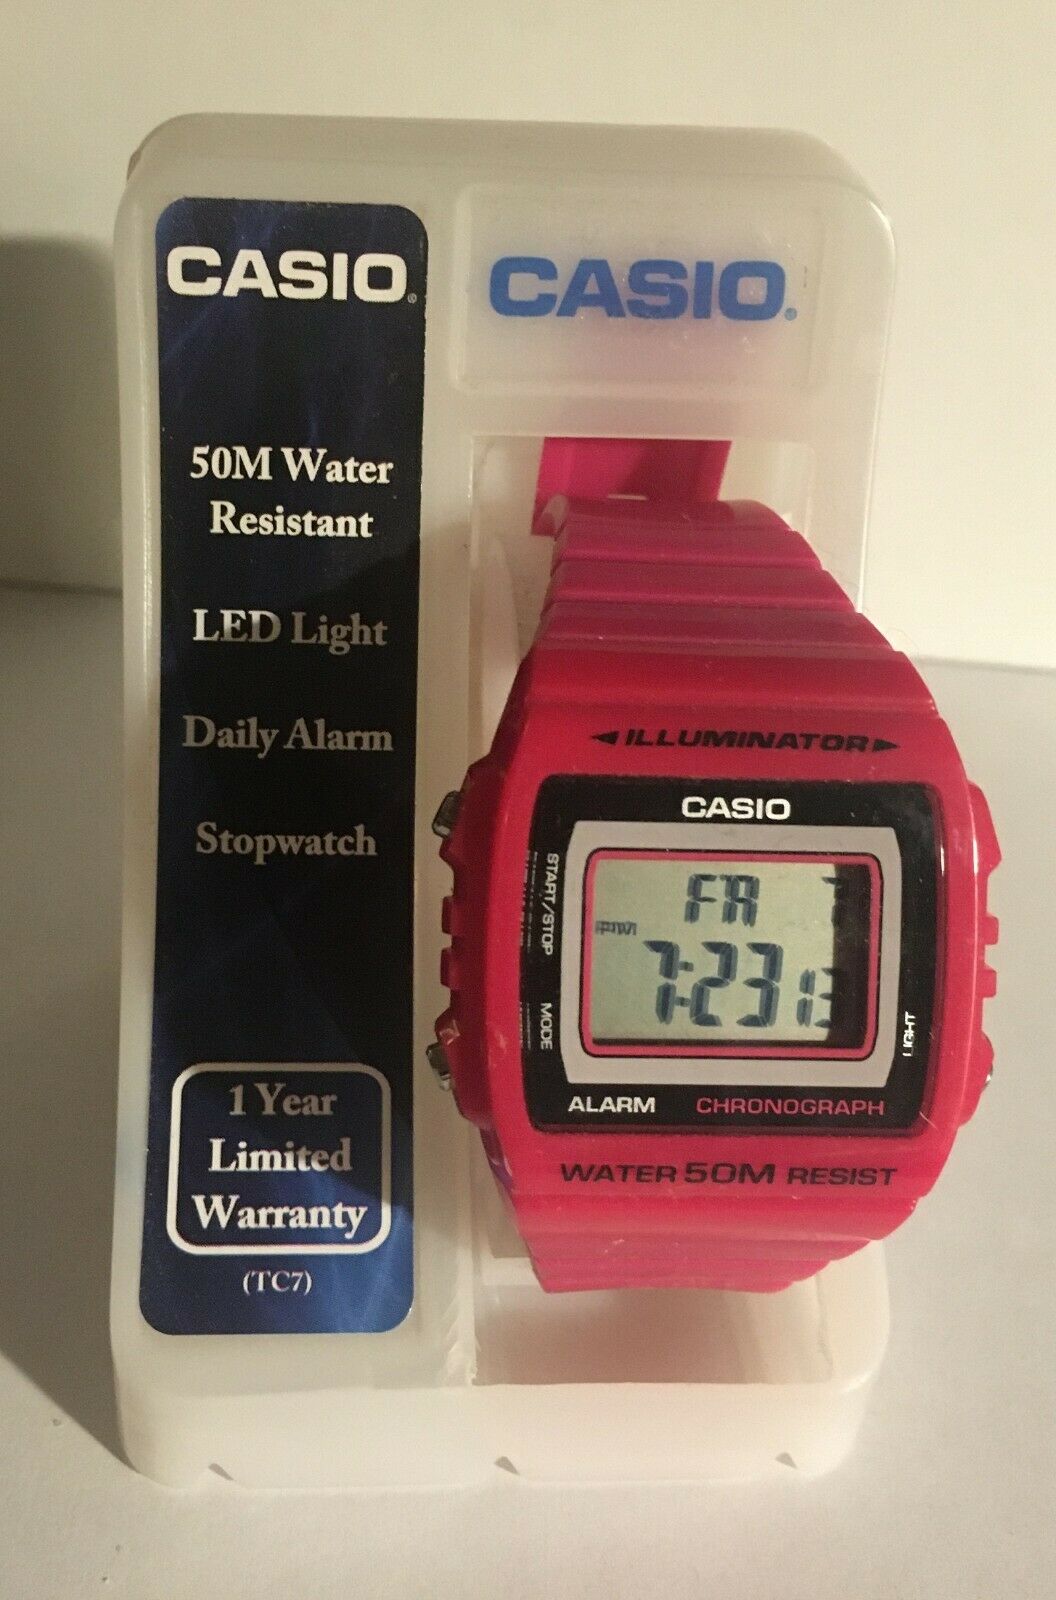 CASIO®
50M Water
Resistant
LED Light
Daily Alarm
Stopwatch
1 Year
Limited
Warranty
(TC7)
CASIO®
ILLUMINATOR
CASIO
START/STOP
FR
7:23
MODE
LIGHT
ALARM CHRONOGRAPH
WATER 50M RESIST